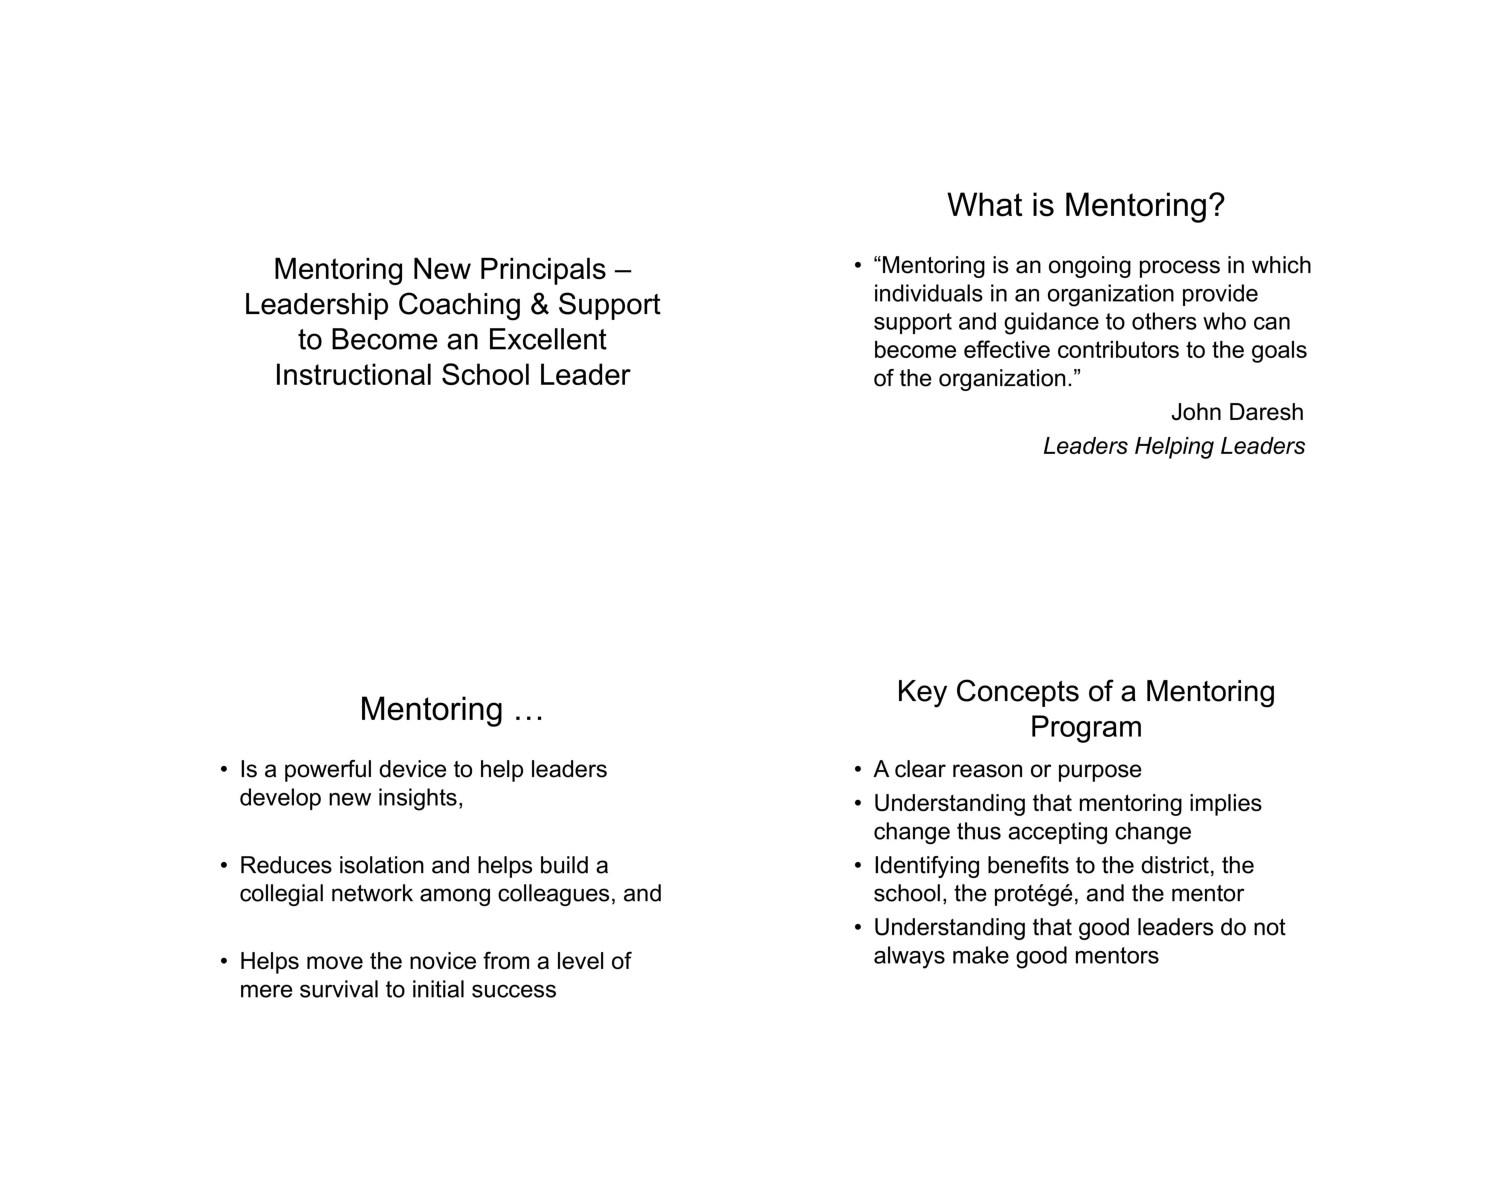 Mentoring New Principals –
Leadership Coaching & Support
to Become an Excellent
Instructional School Leader
What is Mentoring?
• “Mentoring is an ongoing process in which
individuals in an organization provide
support and guidance to others who can
become effective contributors to the goals
of the organization.”
John Daresh
Leaders Helping Leaders
Mentoring …
• Is a powerful device to help leaders
develop new insights,
• Reduces isolation and helps build a
collegial network among colleagues, and
• Helps move the novice from a level of
mere survival to initial success
Key Concepts of a Mentoring
Program
• A clear reason or purpose
• Understanding that mentoring implies
change thus accepting change
• Identifying benefits to the district, the
school, the protégé, and the mentor
• Understanding that good leaders do not
always make good mentors